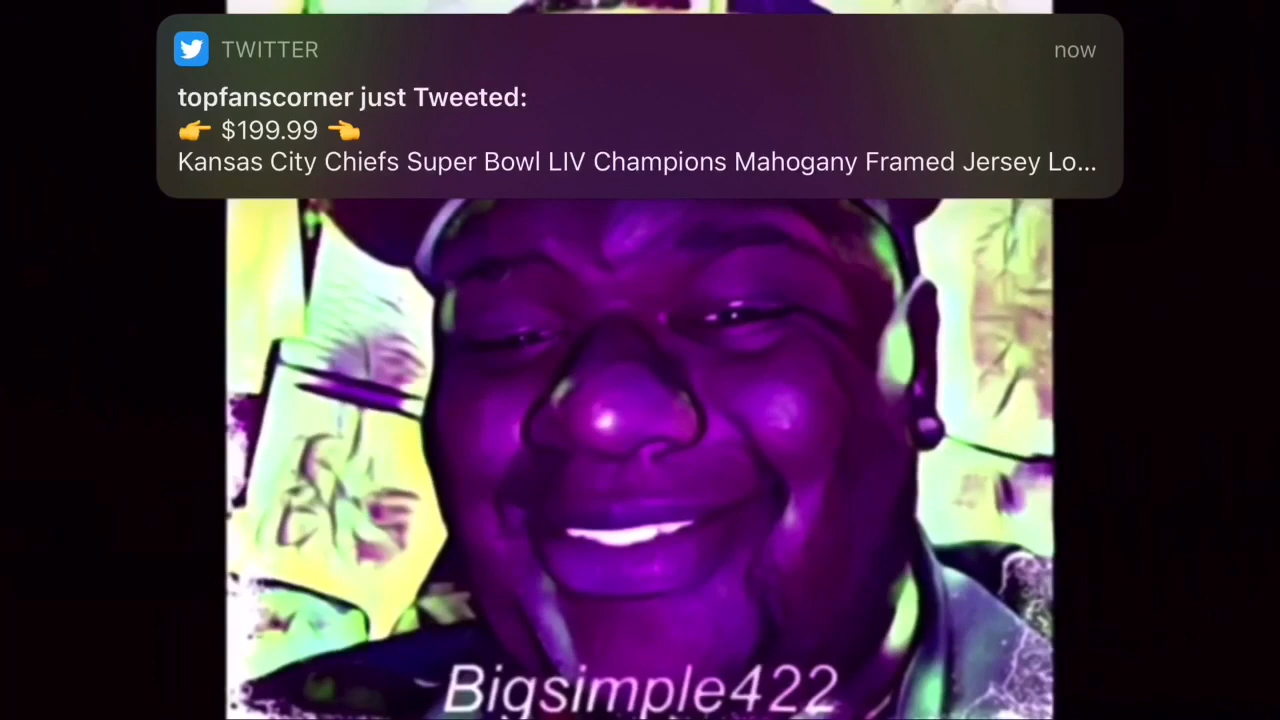 TWITTER
now
topfanscorner just Tweeted:
👉 $199.99 👈
Kansas City Chiefs Super Bowl LIV Champions Mahogany Framed Jersey Lo...
Bigsimple422